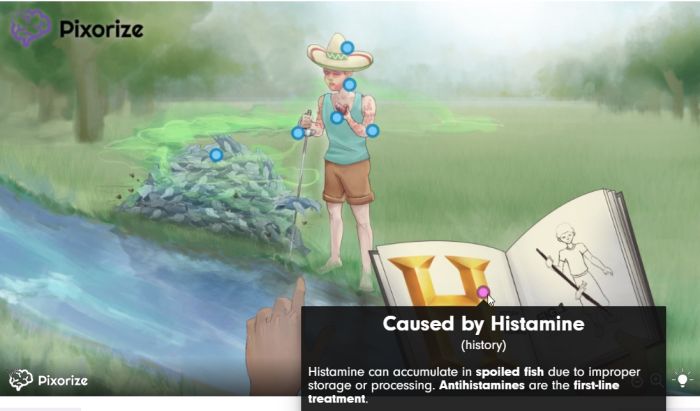 Pixorize
H
Caused by Histamine
(history)
Histamine can accumulate in spoiled fish due to improper
storage or processing. Antihistamines are the first-line
treatment.
Pixorize